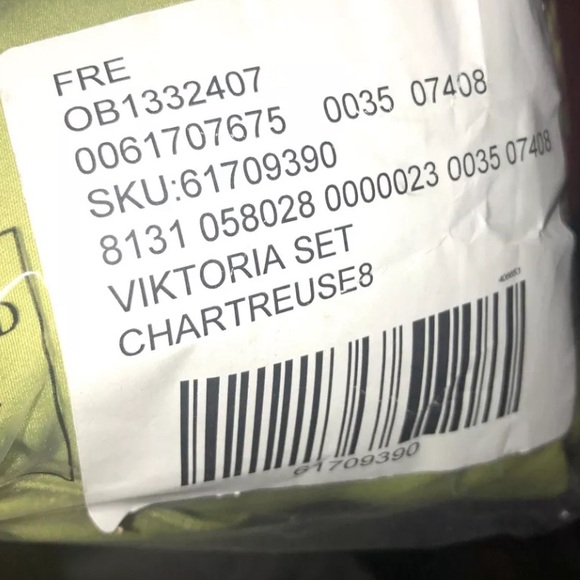 FRE
OB1332407
0061707675 0035 07408
SKU:61709390
8131 058028 0000023 0035 07408
VIKTORIA SET
CHARTREUSE8
61709390
D